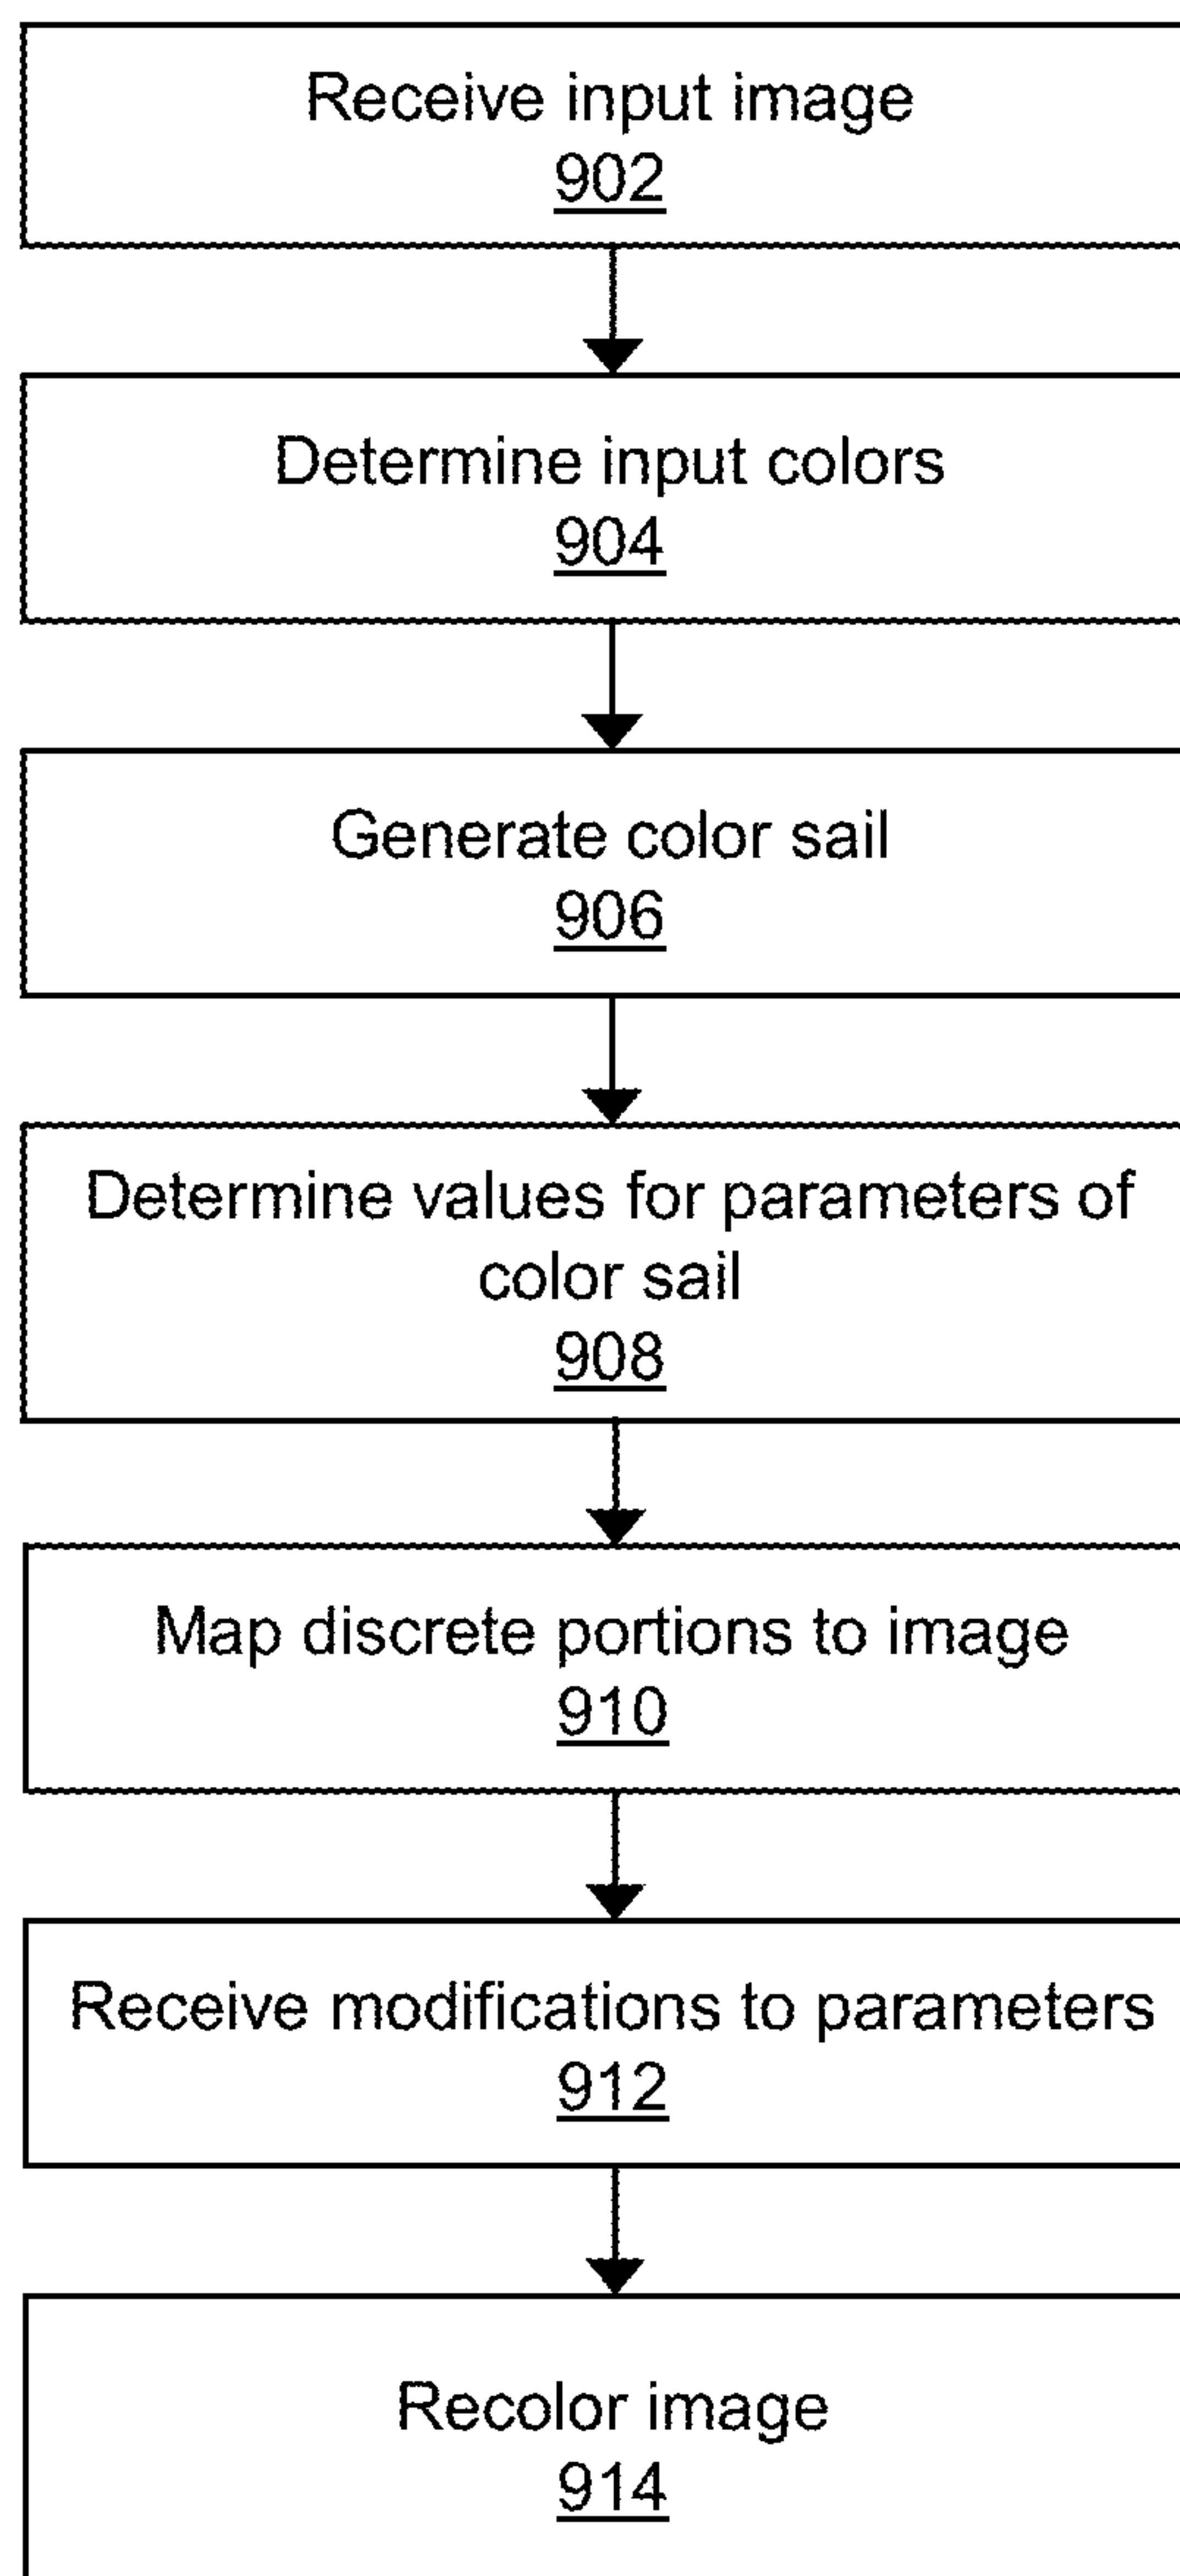 Receive input image
902
Determine input colors
904
Generate color sail
906
Determine values for parameters of
color sail
908
Map discrete portions to image
910
Receive modifications to parameters
912
Recolor image
914